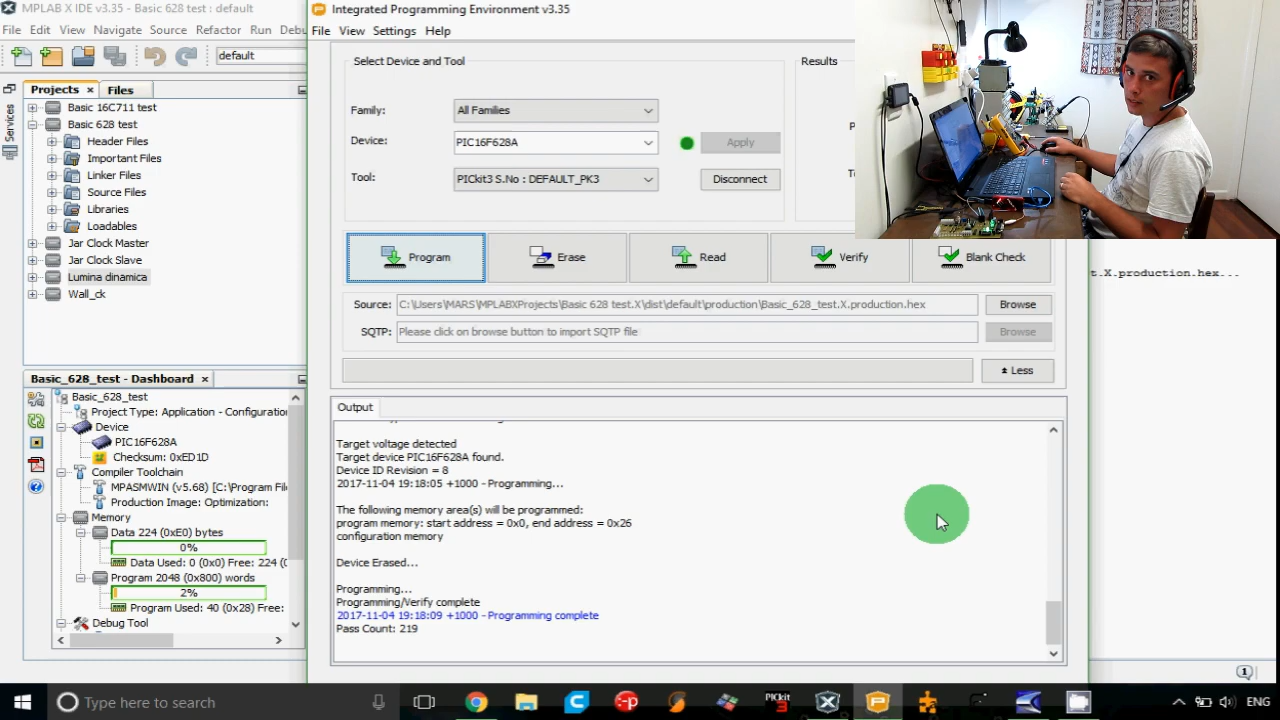 MPLAB X IDE v3.35 - Basic 628 test : default
File Edit View Navigate Source Refactor Run Debu
default
Projects × Files
Services
Basic 16C711 test
Basic 628 test
Header Files
Important Files
Linker Files
Source Files
Libraries
Loadables
Jar Clock Master
Jar Clock Slave
Lumina dinamica
Wall_ck
Basic_628_test - Dashboard ×
Basic_628_test
Project Type: Application - Configuratio
Device
PIC16F628A
Checksum: 0xED1D
Compiler Toolchain
MPASMWIN (v5.68) [C:\Program File
Production Image: Optimization:
Memory
Data 224 (0xE0) bytes
0%
Data Used: 0 (0x0) Free: 224 (0
Program 2048 (0x800) words
2%
Program Used: 40 (0x28) Free:
Debug Tool
Integrated Programming Environment v3.35
File View Settings Help
Select Device and Tool
Results
Family: All Families
Device: PIC16F628A Apply
Tool: PICkit3 S.No : DEFAULT_PK3 Disconnect
Program Erase Read Verify Blank Check
Source: C:\Users\MARS\MPLABXProjects\Basic 628 test.X\dist\default\production\Basic_628_test.X.production.hex Browse
SQTP: Please click on browse button to import SQTP file Browse
Less
Output
Target voltage detected
Target device PIC16F628A found.
Device ID Revision = 8
2017-11-04 19:18:05 +1000 - Programming...
The following memory area(s) will be programmed:
program memory: start address = 0x0, end address = 0x26
configuration memory
Device Erased...
Programming...
Programming/Verify complete
2017-11-04 19:18:09 +1000 - Programming complete
Pass Count: 219
t.X.production.hex...
1
Type here to search
PICkit 3
ENG